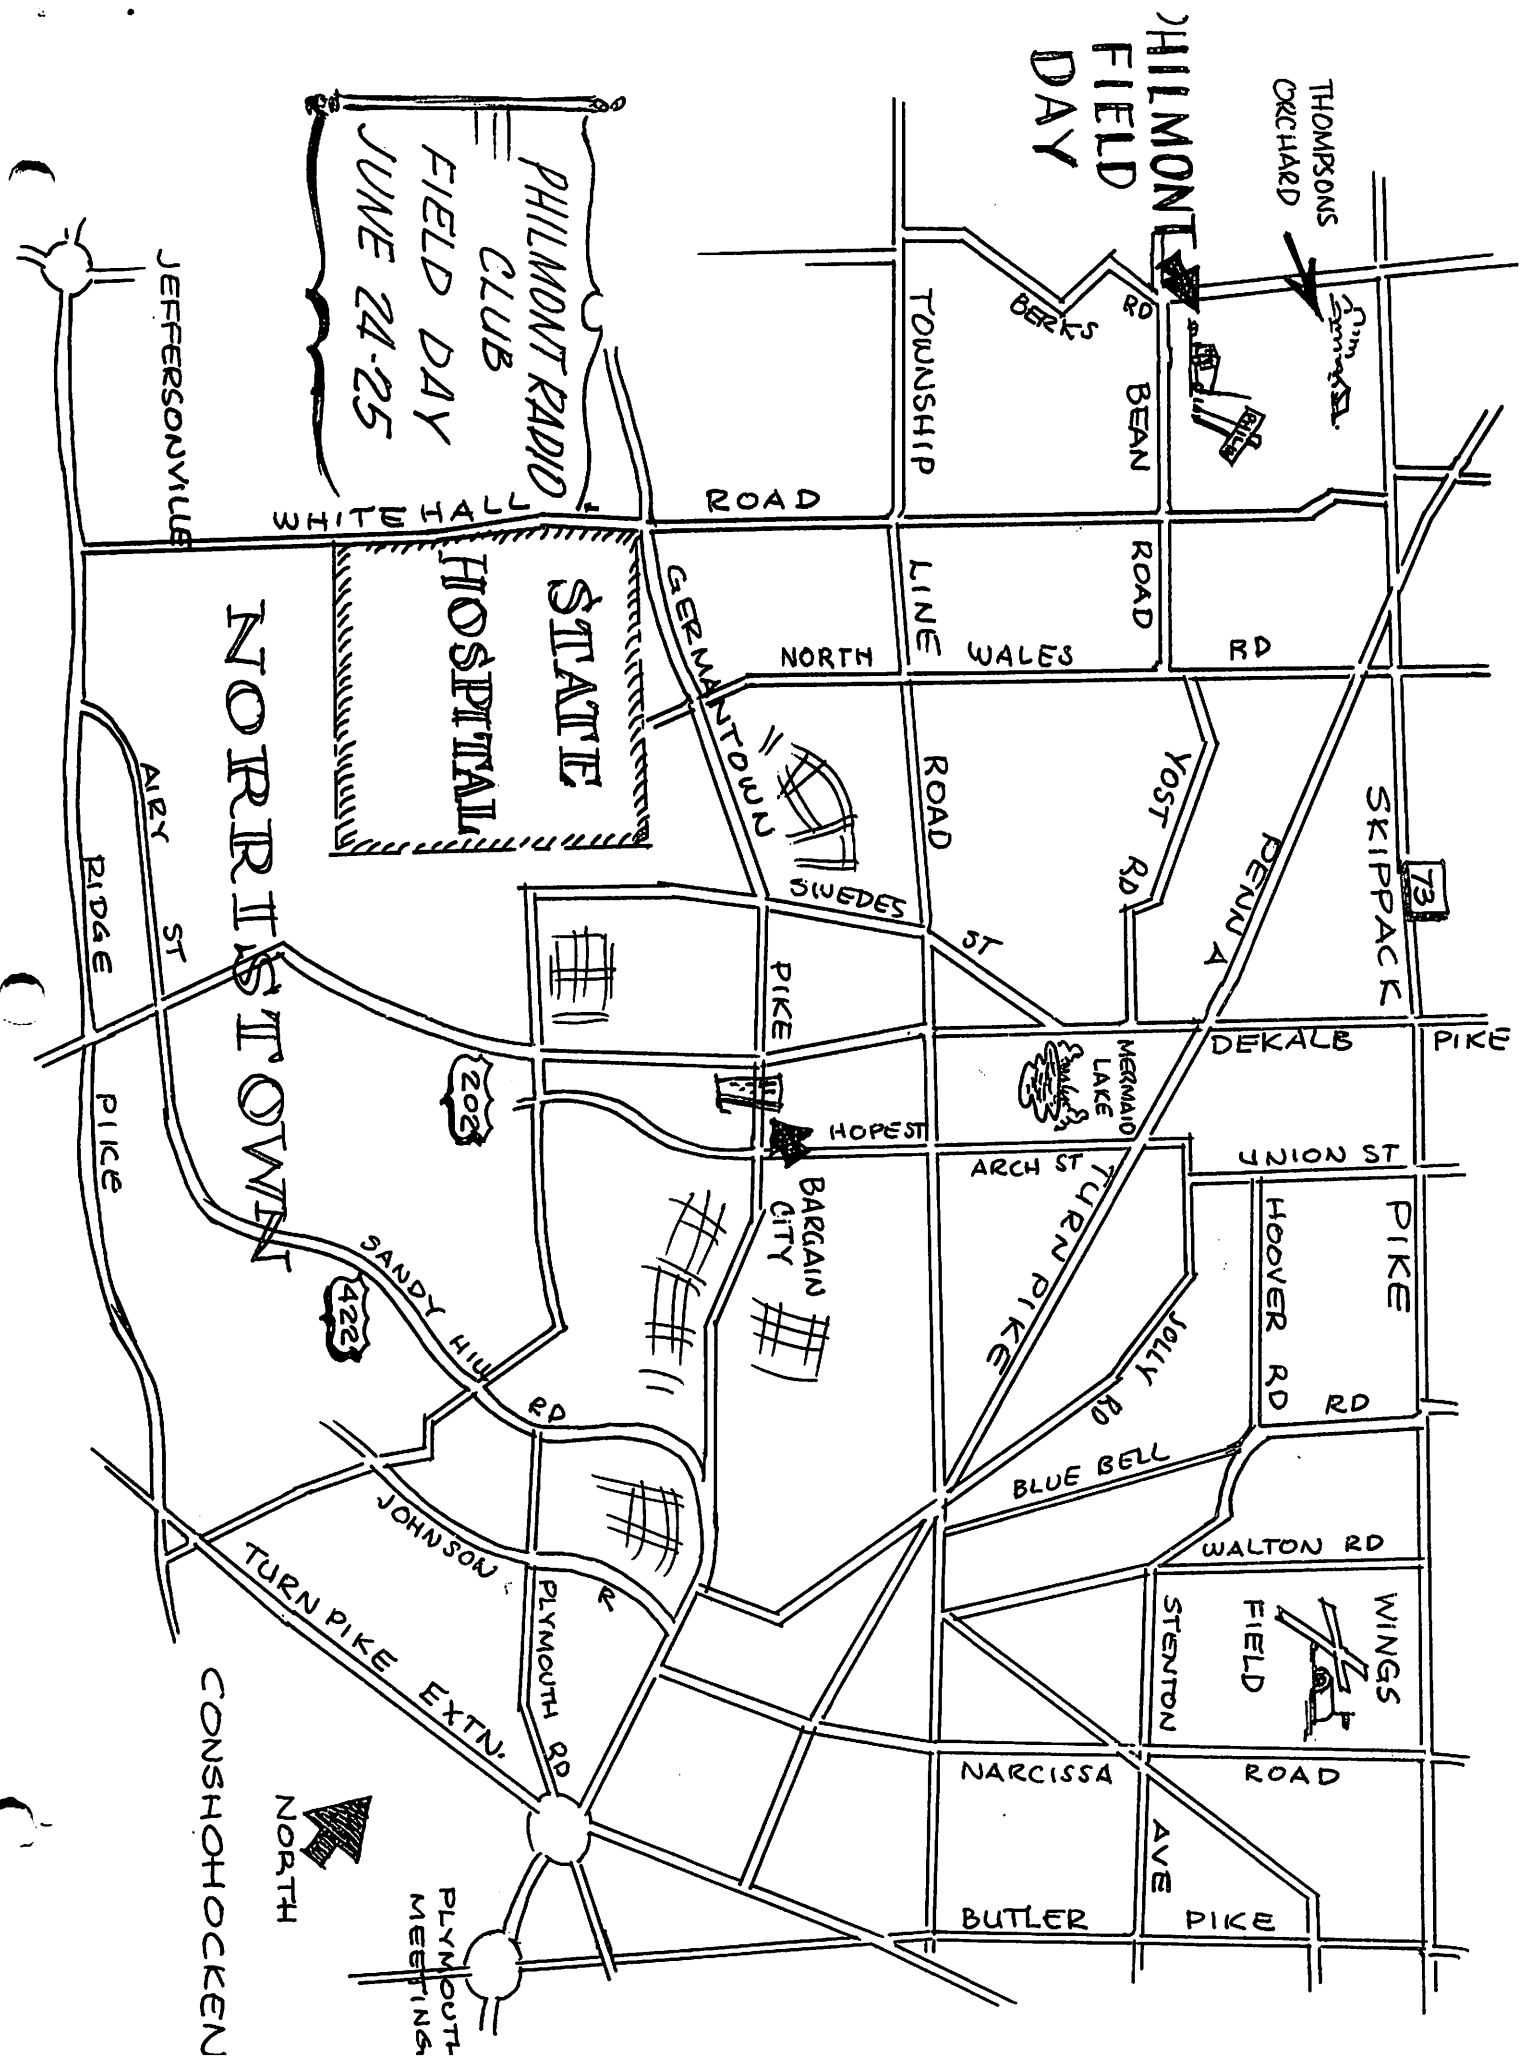 PHILMONT
FIELD
DAY
THOMPSONS
ORCHARD
PHILMONT RADIO
CLUB
FIELD DAY
JUNE 24-25
JEFFERSONVILLE
WHITE HALL ROAD
STATE
HOSPITAL
NORRISTOWN
TOWNSHIP LINE ROAD
BERKS RD
BEAN ROAD
NORTH WALES RD
GERMANTOWN PIKE
SKIPPACK PIKE
73
PENNA TURNPIKE
YOST RD
SWEDES ST
DEKALB PIKE
MERMAID
LAKE
AIRY ST
RIDGE PIKE
202
422
HOPE ST
ARCH ST
UNION ST
BARGAIN
CITY
HOOVER RD
JOLLY RD
SANDY HILL RD
BLUE BELL RD
WALTON RD
JOHNSON R
PLYMOUTH RD
TURNPIKE EXTN.
STENTON AVE
WINGS
FIELD
NARCISSA ROAD
BUTLER PIKE
NORTH
PLYMOUTH
MEETING
CONSHOHOCKEN